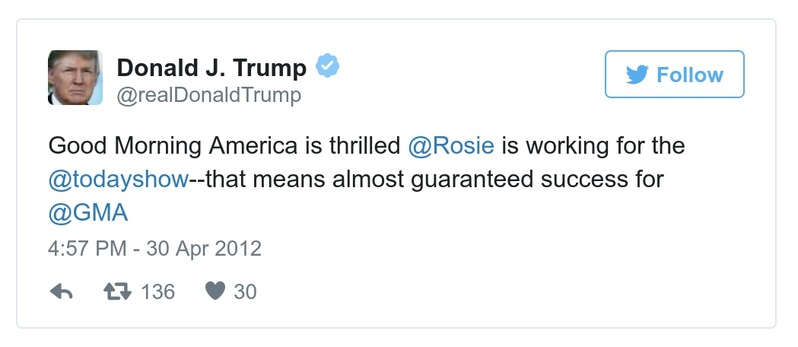 Donald J. Trump
@realDonaldTrump
Follow
Good Morning America is thrilled @Rosie is working for the
@todayshow--that means almost guaranteed success for
@GMA
4:57 PM - 30 Apr 2012
136 30